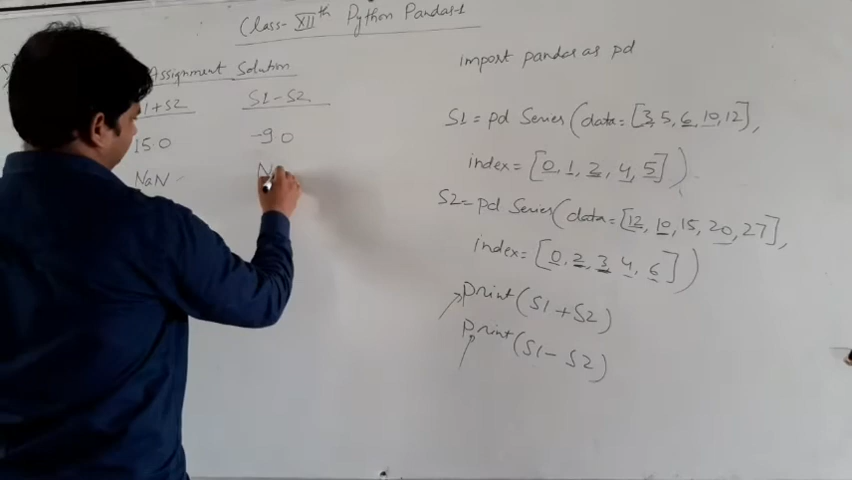 Class- XIIth Python Pandas-1
Assignment Solution
1+S2 S1-S2
15.0 -9.0
NaN N
import pandas as pd
S1= pd Series(data=[3,5,6,10,12],
index=[0,1,2,4,5])
S2= pd Series(data=[12,10,15,20,27],
index=[0,2,3,4,6])
print(S1+S2)
print(S1-S2)